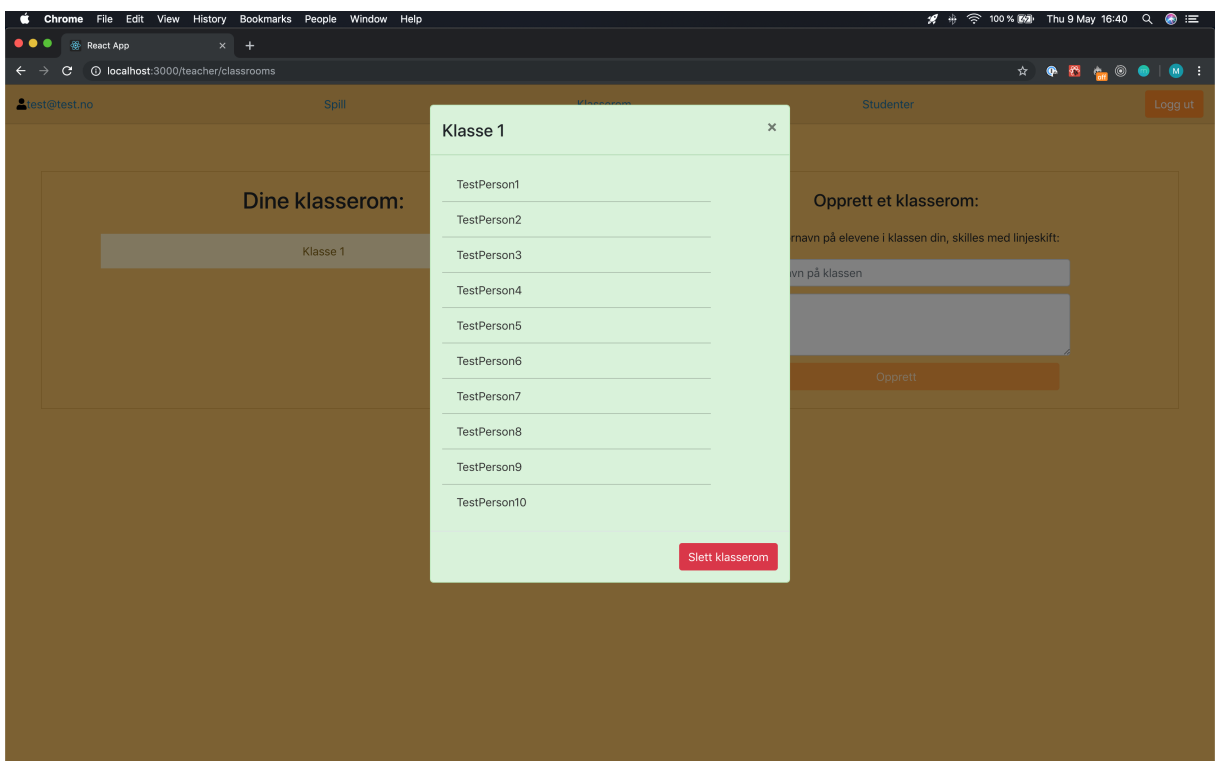 Chrome File Edit View History Bookmarks People Window Help 100 % Thu 9 May 16:40
React App
localhost:3000/teacher/classrooms
off
M
test@test.no Spill Klasserom Studenter Logg ut
Klasse 1 ×
Dine klasserom:
Klasse 1
TestPerson1
TestPerson2
TestPerson3
TestPerson4
TestPerson5
TestPerson6
TestPerson7
TestPerson8
TestPerson9
TestPerson10
Slett klasserom
Opprett et klasserom:
på elevene i klassen din, skilles med linjeskift:
på klassen
Opprett